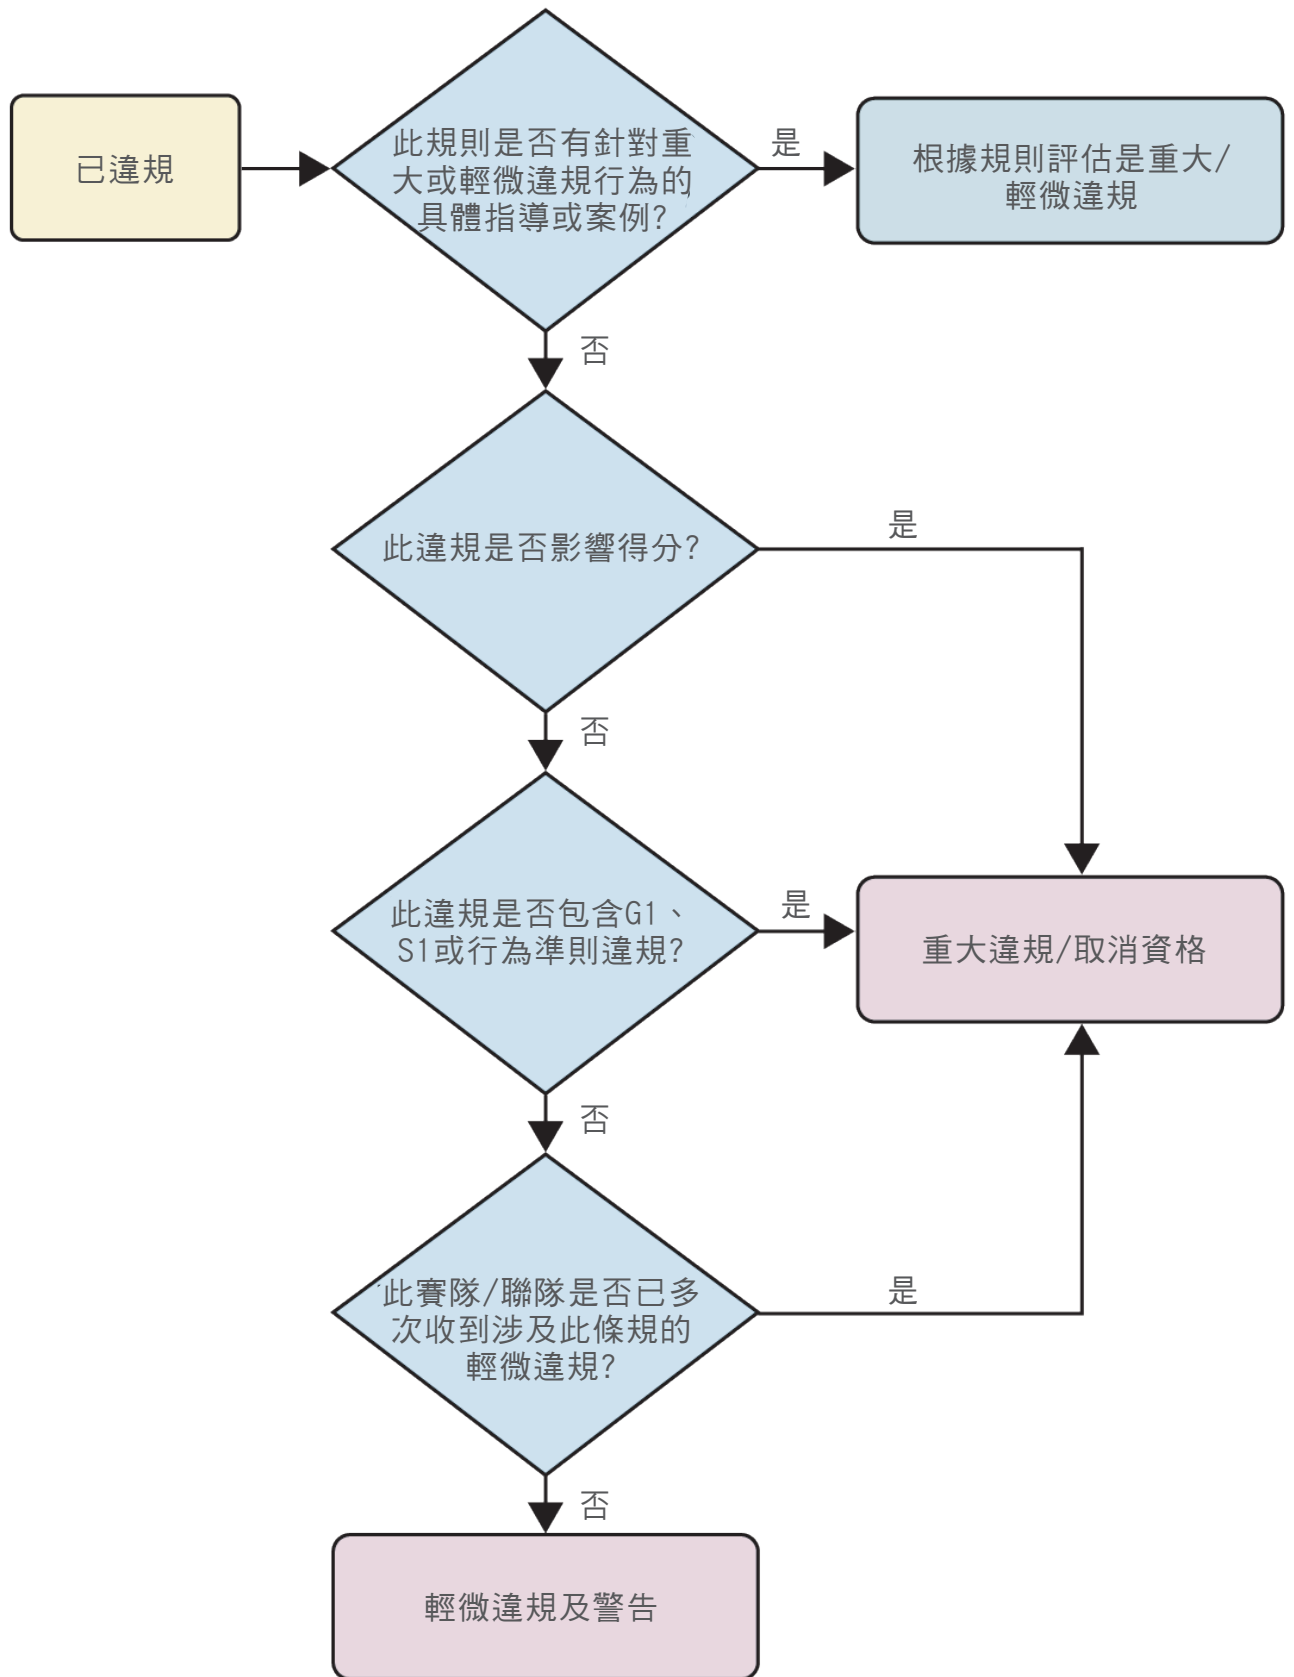 已違規
此規則是否有針對重
大或輕微違規行為的
具體指導或案例?
是
根據規則評估是重大/
輕微違規
否
此違規是否影響得分?
是
否
此違規是否包含G1、
S1或行為準則違規?
是
重大違規/取消資格
否
此賽隊/聯隊是否已多
次收到涉及此條規的
輕微違規?
是
否
輕微違規及警告